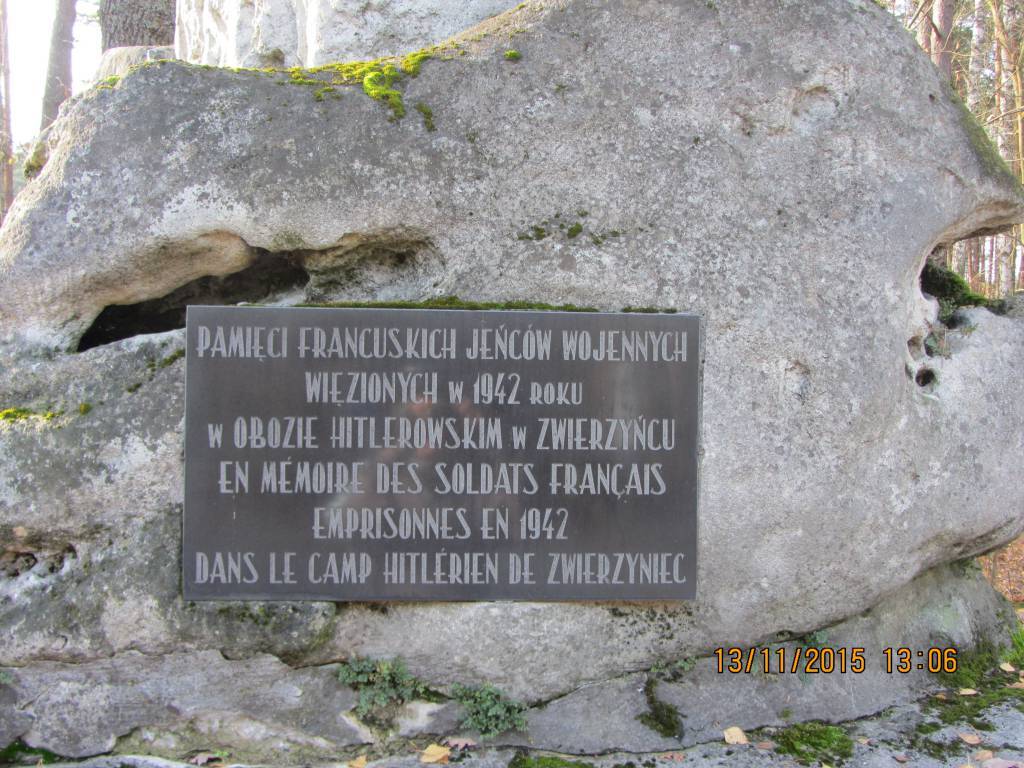 PAMIĘCI FRANCUSKICH JEŃCÓW WOJENNYCH
WIĘZIONYCH W 1942 ROKU
W OBOZIE HITLEROWSKIM W ZWIERZYŃCU
EN MÉMOIRE DES SOLDATS FRANÇAIS
EMPRISONNES EN 1942
DANS LE CAMP HITLÉRIEN DE ZWIERZYNIEC
13/11/2015 13:06